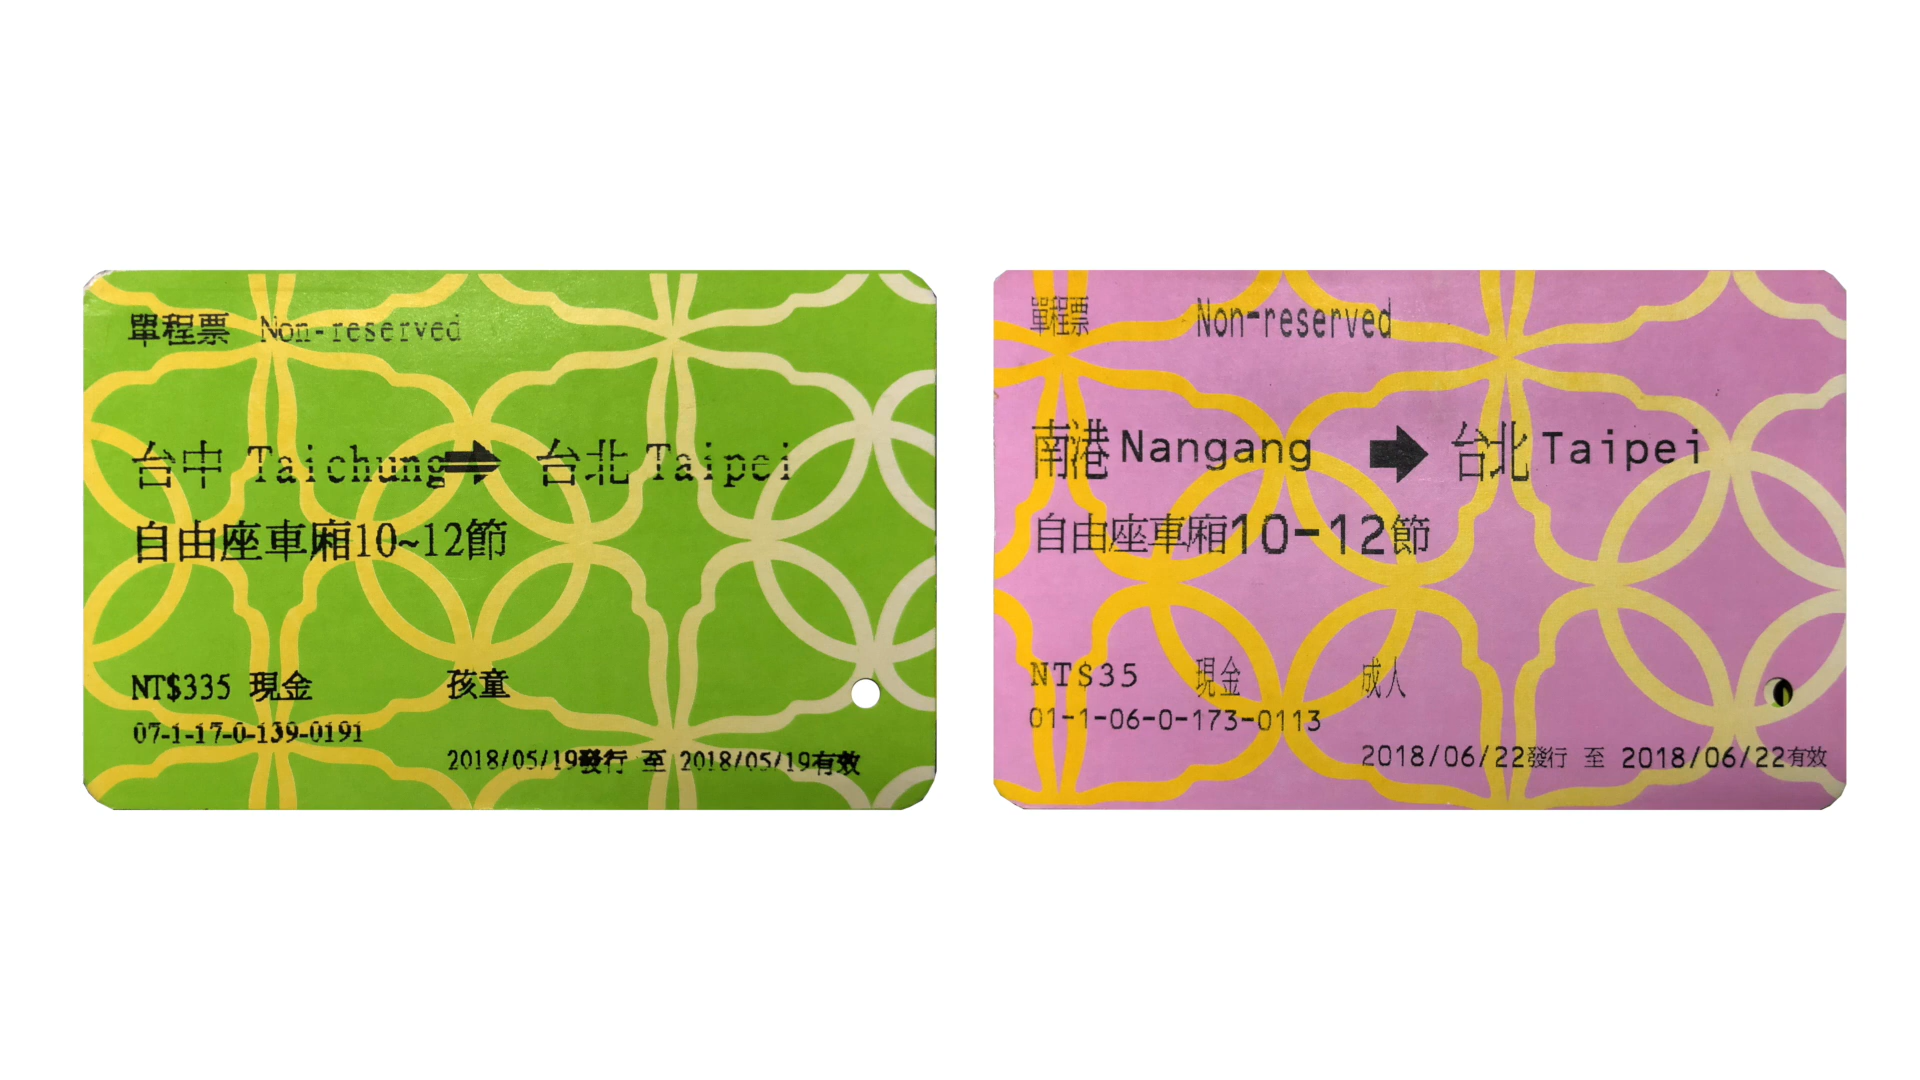 單程票 Non-reserved
台中 Taichung → 台北 Taipei
自由座車廂10~12節
NT$335 現金 孩童
07-1-17-0-139-0191
2018/05/19發行 至 2018/05/19有效
單程票 Non-reserved
南港 Nangang → 台北 Taipei
自由座車廂10-12節
NT$35 現金 成人
01-1-06-0-173-0113
2018/06/22發行 至 2018/06/22有效